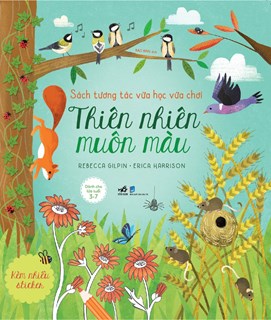 Sách tương tác vừa học vừa chơi
Thiên nhiên
muôn màu
REBECCA GILPIN - ERICA HARRISON
Dành cho
lứa tuổi
3-7
Kèm nhiều
sticker